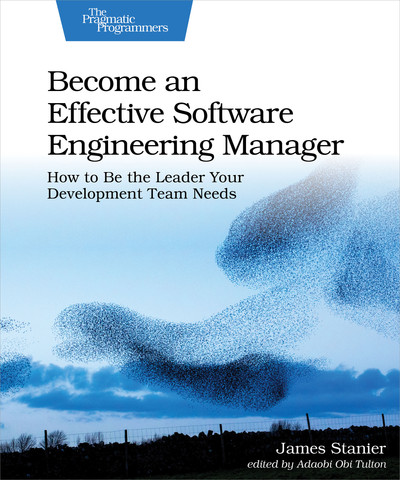 The
Pragmatic
Programmers
Become an
Effective Software
Engineering Manager
How to Be the Leader Your
Development Team Needs
James Stanier
edited by Adaobi Obi Tulton